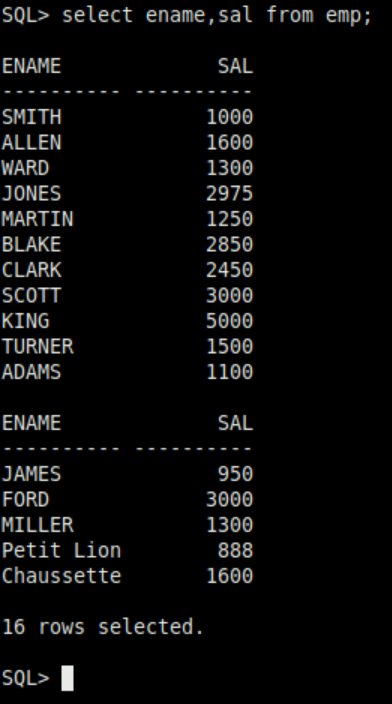 SQL> select ename,sal from emp;
ENAME             SAL
---------- ----------
SMITH            1000
ALLEN            1600
WARD             1300
JONES            2975
MARTIN           1250
BLAKE            2850
CLARK            2450
SCOTT            3000
KING             5000
TURNER           1500
ADAMS            1100
ENAME             SAL
---------- ----------
JAMES             950
FORD             3000
MILLER           1300
Petit Lion        888
Chaussette       1600
16 rows selected.
SQL>